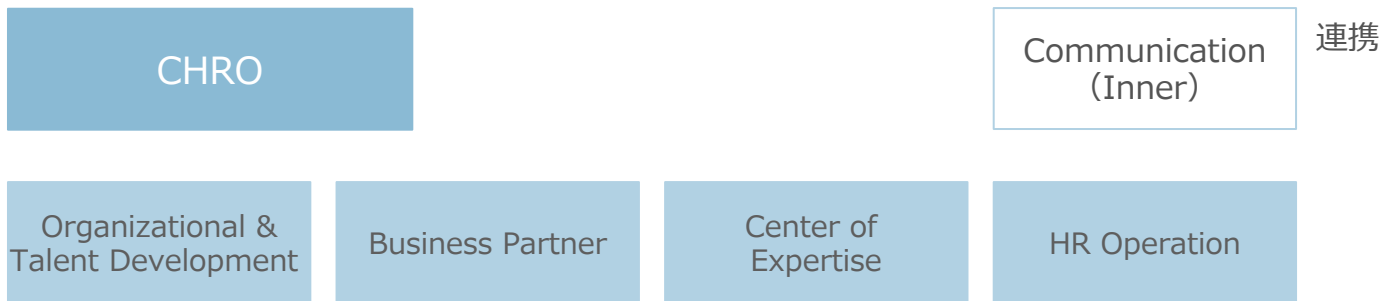 CHRO
Communication
（Inner）
連携
Organizational &
Talent Development
Business Partner
Center of
Expertise
HR Operation